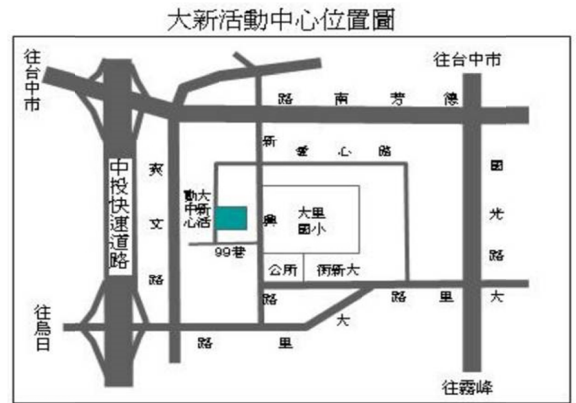 大新活動中心位置圖
往台中市
往台中市
德芳南路
愛心路
中投快速道路
爽文路
新興路
國光路
大新活動中心
大里國小
99巷
公所
大新街
大里路
大里路
往烏日
往霧峰